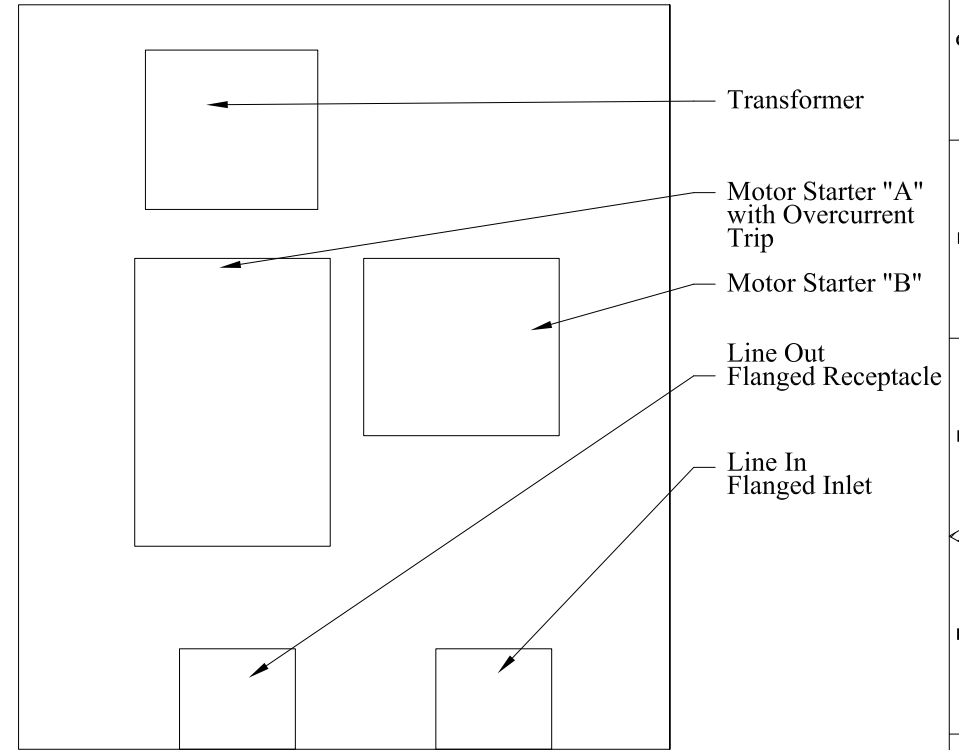 Transformer
Motor Starter "A"
with Overcurrent
Trip
Motor Starter "B"
Line Out
Flanged Receptacle
Line In
Flanged Inlet